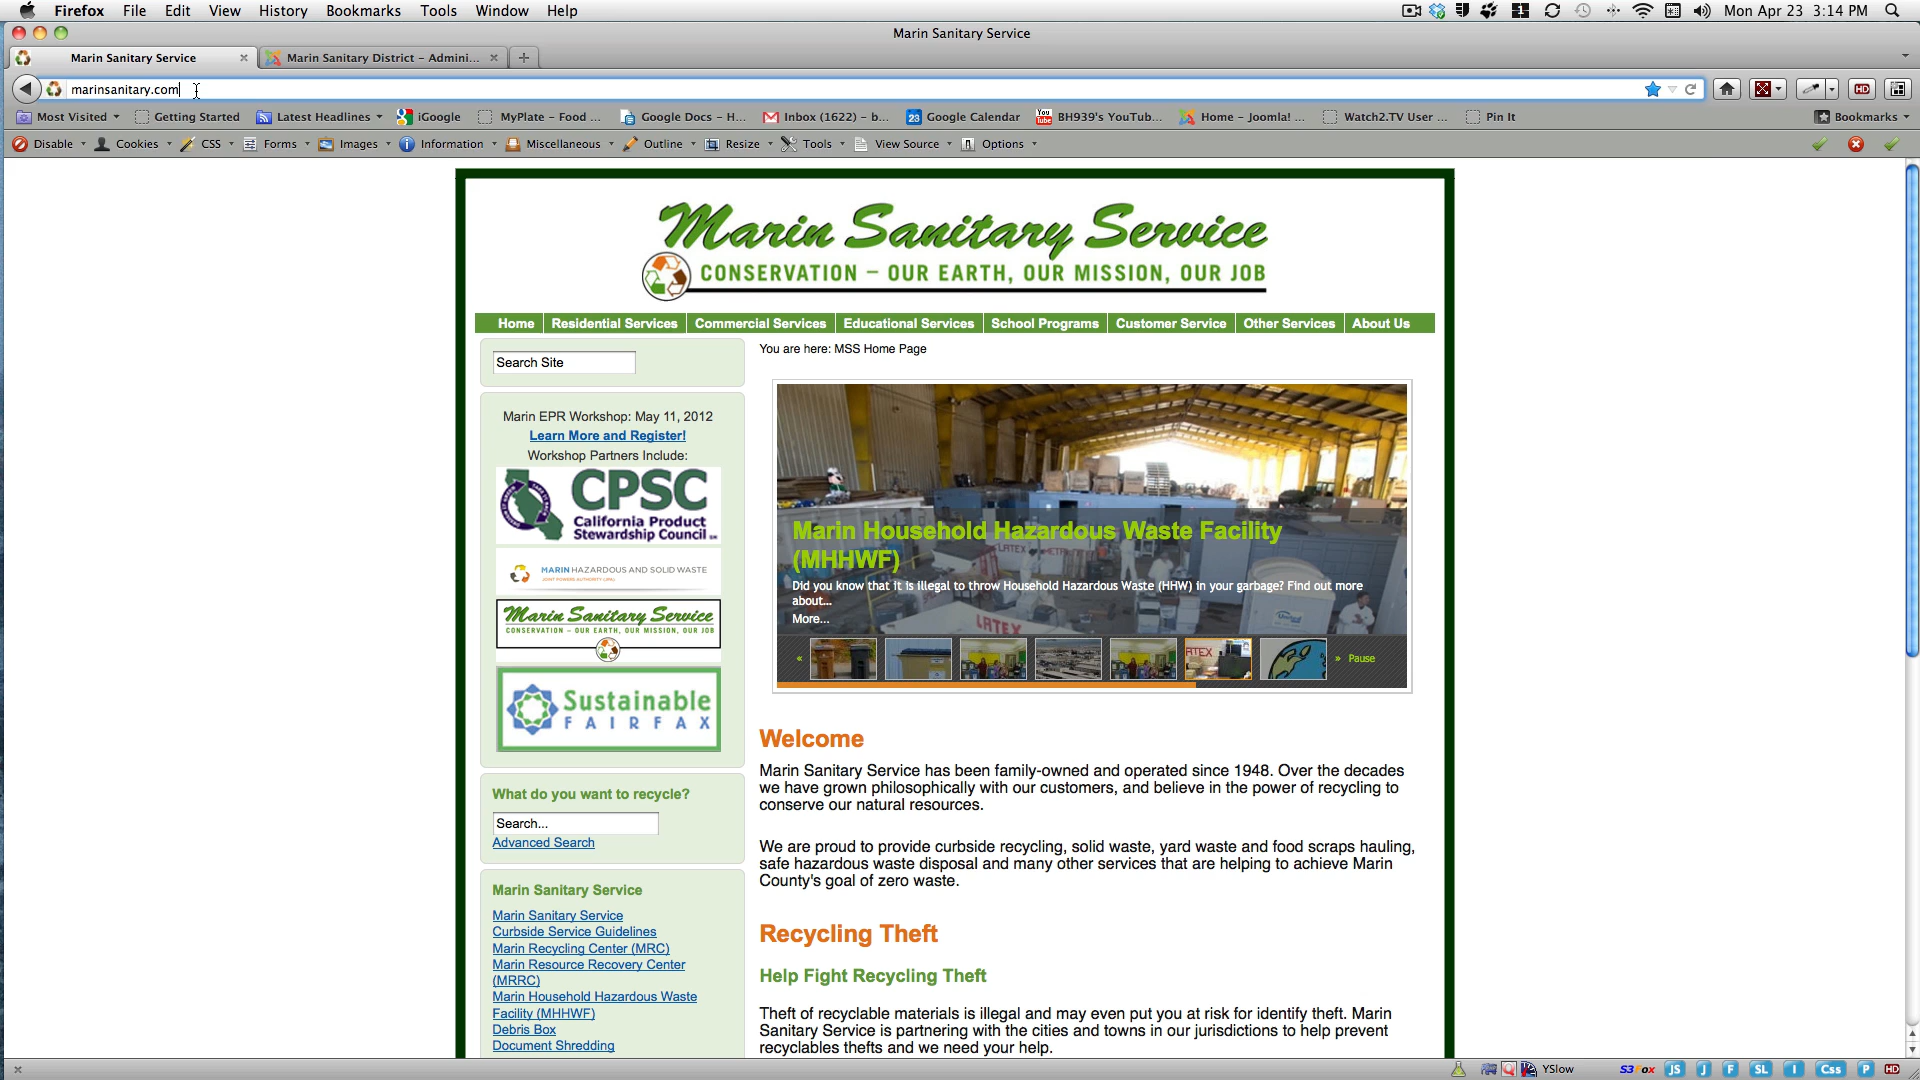 Firefox File Edit View History Bookmarks Tools Window Help Mon Apr 23 3:14 PM
Marin Sanitary Service
Marin Sanitary Service Marin Sanitary District – Admini...
marinsanitary.com HD
Most Visited Getting Started Latest Headlines iGoogle MyPlate – Food ... Google Docs – H... Inbox (1622) – b... 23 Google Calendar You Tube BH939's YouTub... Home – Joomla! ... Watch2.TV User ... Pin It Bookmarks
Disable Cookies CSS Forms Images Information Miscellaneous Outline Resize Tools View Source Options
Marin Sanitary Service
CONSERVATION – OUR EARTH, OUR MISSION, OUR JOB
Home Residential Services Commercial Services Educational Services School Programs Customer Service Other Services About Us
Search Site
Marin EPR Workshop: May 11, 2012
Learn More and Register!
Workshop Partners Include:
CPSC
California Product
Stewardship Council
MARIN HAZARDOUS AND SOLID WASTE
JOINT POWERS AUTHORITY (JPA)
Marin Sanitary Service
CONSERVATION – OUR EARTH, OUR MISSION, OUR JOB
Sustainable
FAIRFAX
What do you want to recycle?
Search...
Advanced Search
Marin Sanitary Service
Marin Sanitary Service
Curbside Service Guidelines
Marin Recycling Center (MRC)
Marin Resource Recovery Center
(MRRC)
Marin Household Hazardous Waste
Facility (MHHWF)
Debris Box
Document Shredding
You are here: MSS Home Page
Marin Household Hazardous Waste Facility
(MHHWF)
Did you know that it is illegal to throw Household Hazardous Waste (HHW) in your garbage? Find out more
about...
More...
LATEX
LATEX
« ATEX » Pause
Welcome
Marin Sanitary Service has been family-owned and operated since 1948. Over the decades
we have grown philosophically with our customers, and believe in the power of recycling to
conserve our natural resources.
We are proud to provide curbside recycling, solid waste, yard waste and food scraps hauling,
safe hazardous waste disposal and many other services that are helping to achieve Marin
County's goal of zero waste.
Recycling Theft
Help Fight Recycling Theft
Theft of recyclable materials is illegal and may even put you at risk for identify theft. Marin
Sanitary Service is partnering with the cities and towns in our jurisdictions to help prevent
recyclables thefts and we need your help.
YSlow S3Fox JS J F SL I Css P HD